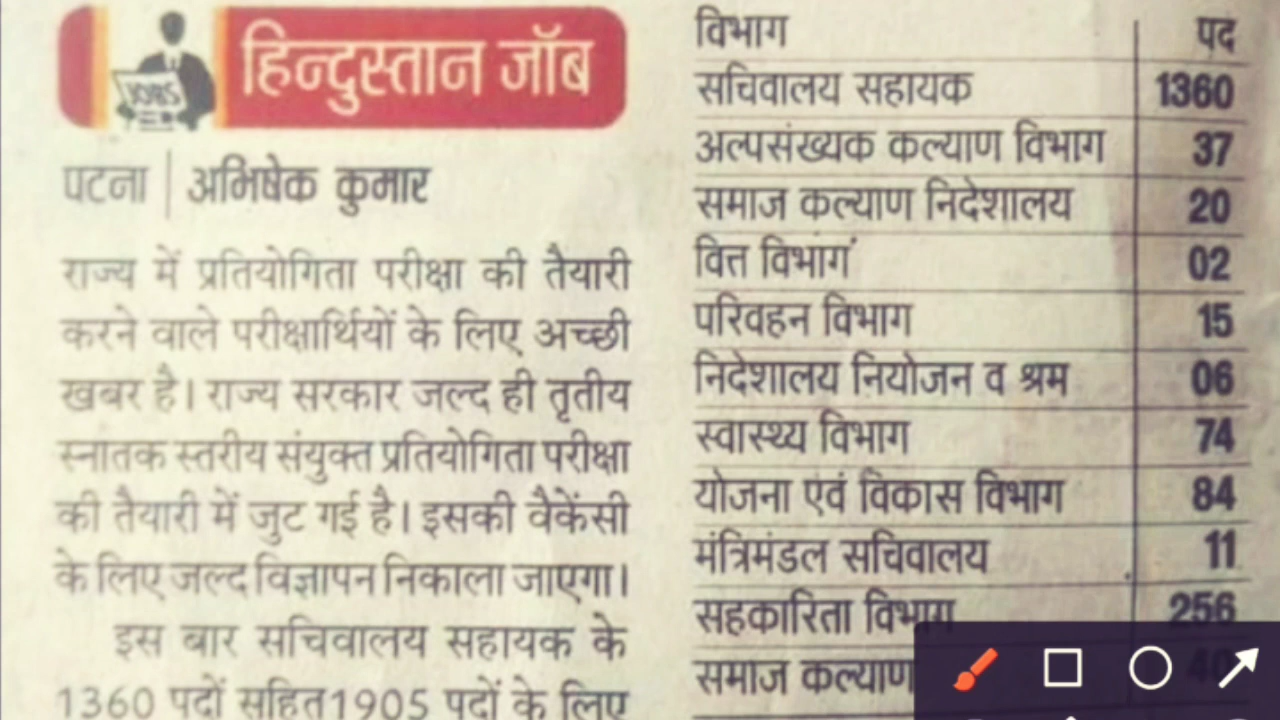 JOBS
हिन्दुस्तान जॉब
पटना | अभिषेक कुमार
राज्य में प्रतियोगिता परीक्षा की तैयारी
करने वाले परीक्षार्थियों के लिए अच्छी
खबर है। राज्य सरकार जल्द ही तृतीय
स्नातक स्तरीय संयुक्त प्रतियोगिता परीक्षा
की तैयारी में जुट गई है। इसकी वैकेंसी
के लिए जल्द विज्ञापन निकाला जाएगा।
इस बार सचिवालय सहायक के
1360 पदों सहित 1905 पदों के लिए
विभाग पद
सचिवालय सहायक 1360
अल्पसंख्यक कल्याण विभाग 37
समाज कल्याण निदेशालय 20
वित्त विभाग 02
परिवहन विभाग 15
निदेशालय नियोजन व श्रम 06
स्वास्थ्य विभाग 74
योजना एवं विकास विभाग 84
मंत्रिमंडल सचिवालय 11
सहकारिता विभाग 256
समाज कल्याण 40